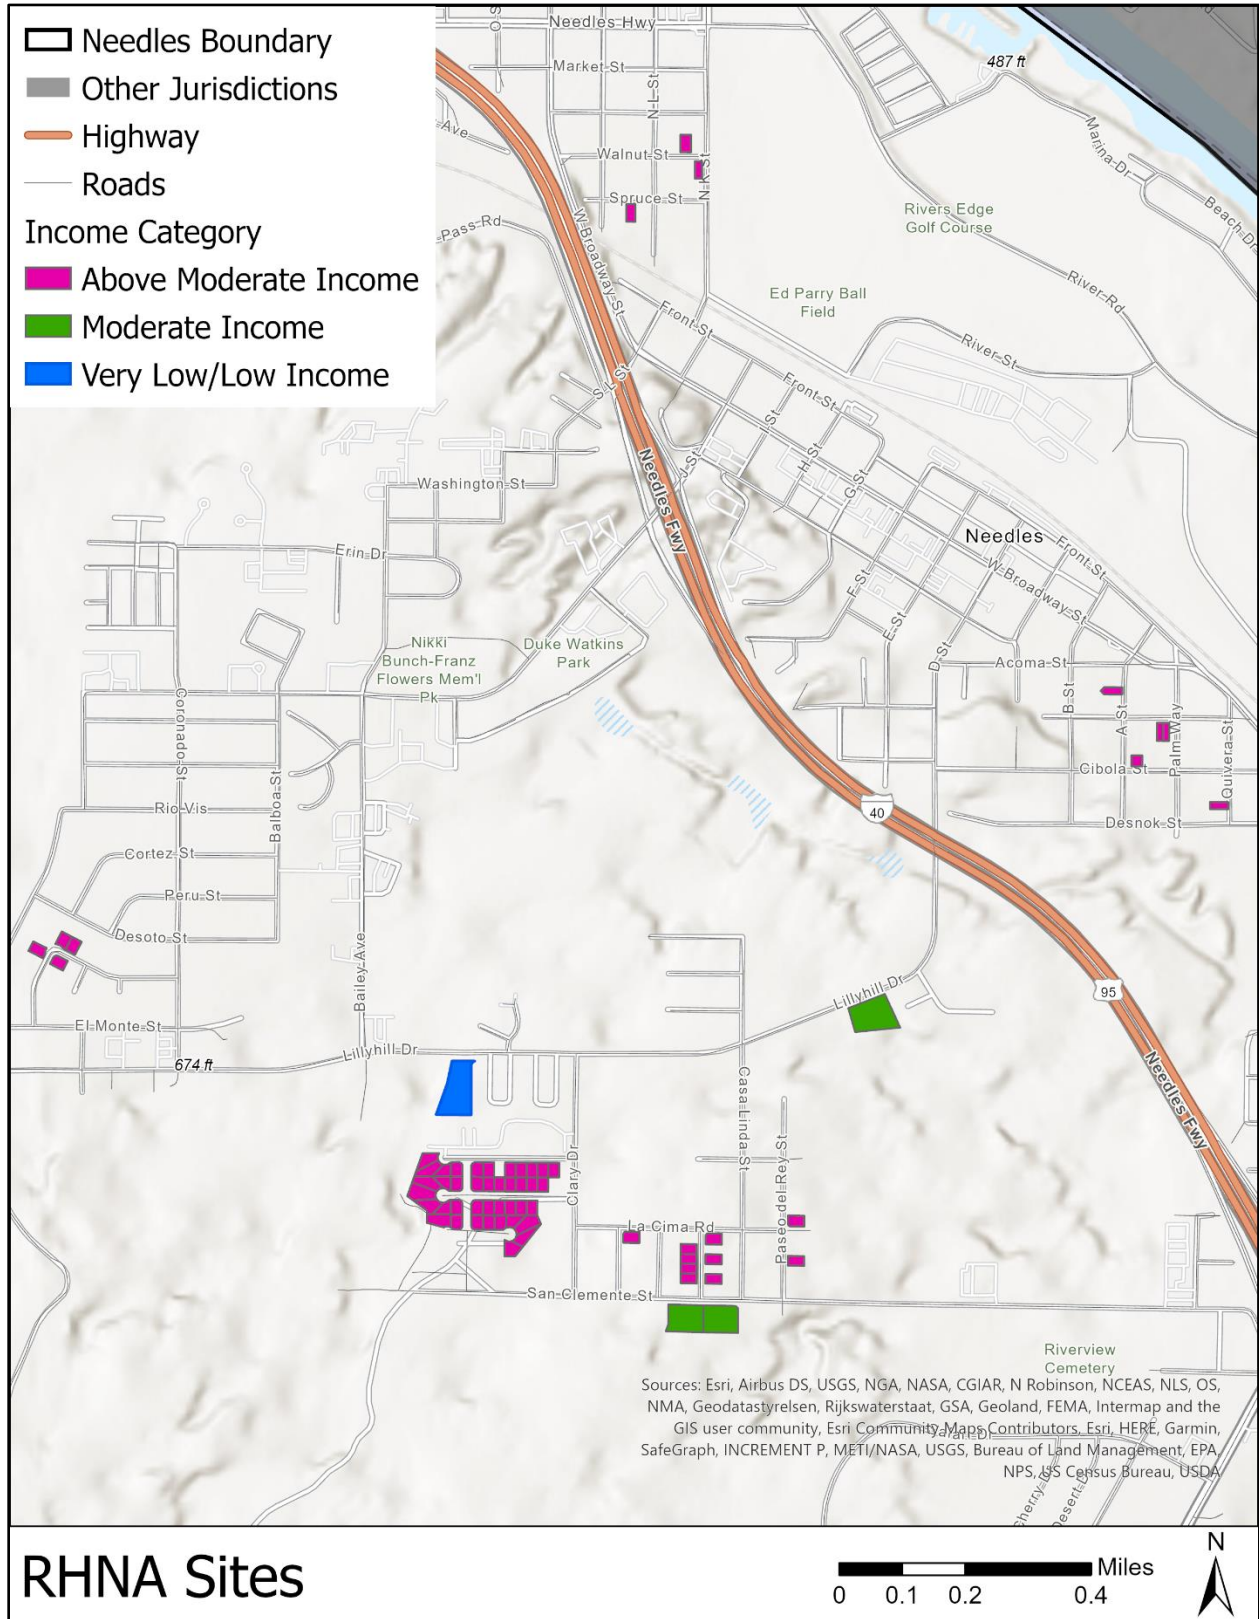 Needles Boundary
Other Jurisdictions
Highway
Roads
Income Category
Above Moderate Income
Moderate Income
Very Low/Low Income
Needles Hwy
Market St
N L St
Walnut St
N K St
Spruce St
Ave
Pass Rd
W Broadway St
487 ft
Marina Dr
Beach Dr
Rivers Edge
Golf Course
River Rd
Ed Parry Ball
Field
Front St
River St
S L St
Front St
I St
J St
H St
G St
Needles Fwy
Washington St
Erin Dr
Needles
Front St
W Broadway St
F St
E St
D St
Nikki
Bunch-Franz
Flowers Mem'l
Pk
Duke Watkins
Park
Acoma St
B St
A St
Palm Way
Quivera St
Cibola St
Desnok St
Coronado St
Balboa St
Rio Vis
Cortez St
Peru St
Desoto St
Bailey Ave
40
95
El Monte St
674 ft
Lillyhill Dr
Lillyhill Dr
Needles Fwy
Casa Linda St
Clary Dr
Paseo del Rey St
La Cima Rd
San Clemente St
Riverview
Cemetery
Sources: Esri, Airbus DS, USGS, NGA, NASA, CGIAR, N Robinson, NCEAS, NLS, OS,
NMA, Geodatastyrelsen, Rijkswaterstaat, GSA, Geoland, FEMA, Intermap and the
GIS user community, Esri Community Maps Contributors, Esri, HERE, Garmin,
SafeGraph, INCREMENT P, METI/NASA, USGS, Bureau of Land Management, EPA,
NPS, US Census Bureau, USDA
Desert Dr
RHNA Sites
Miles
0 0.1 0.2 0.4
N